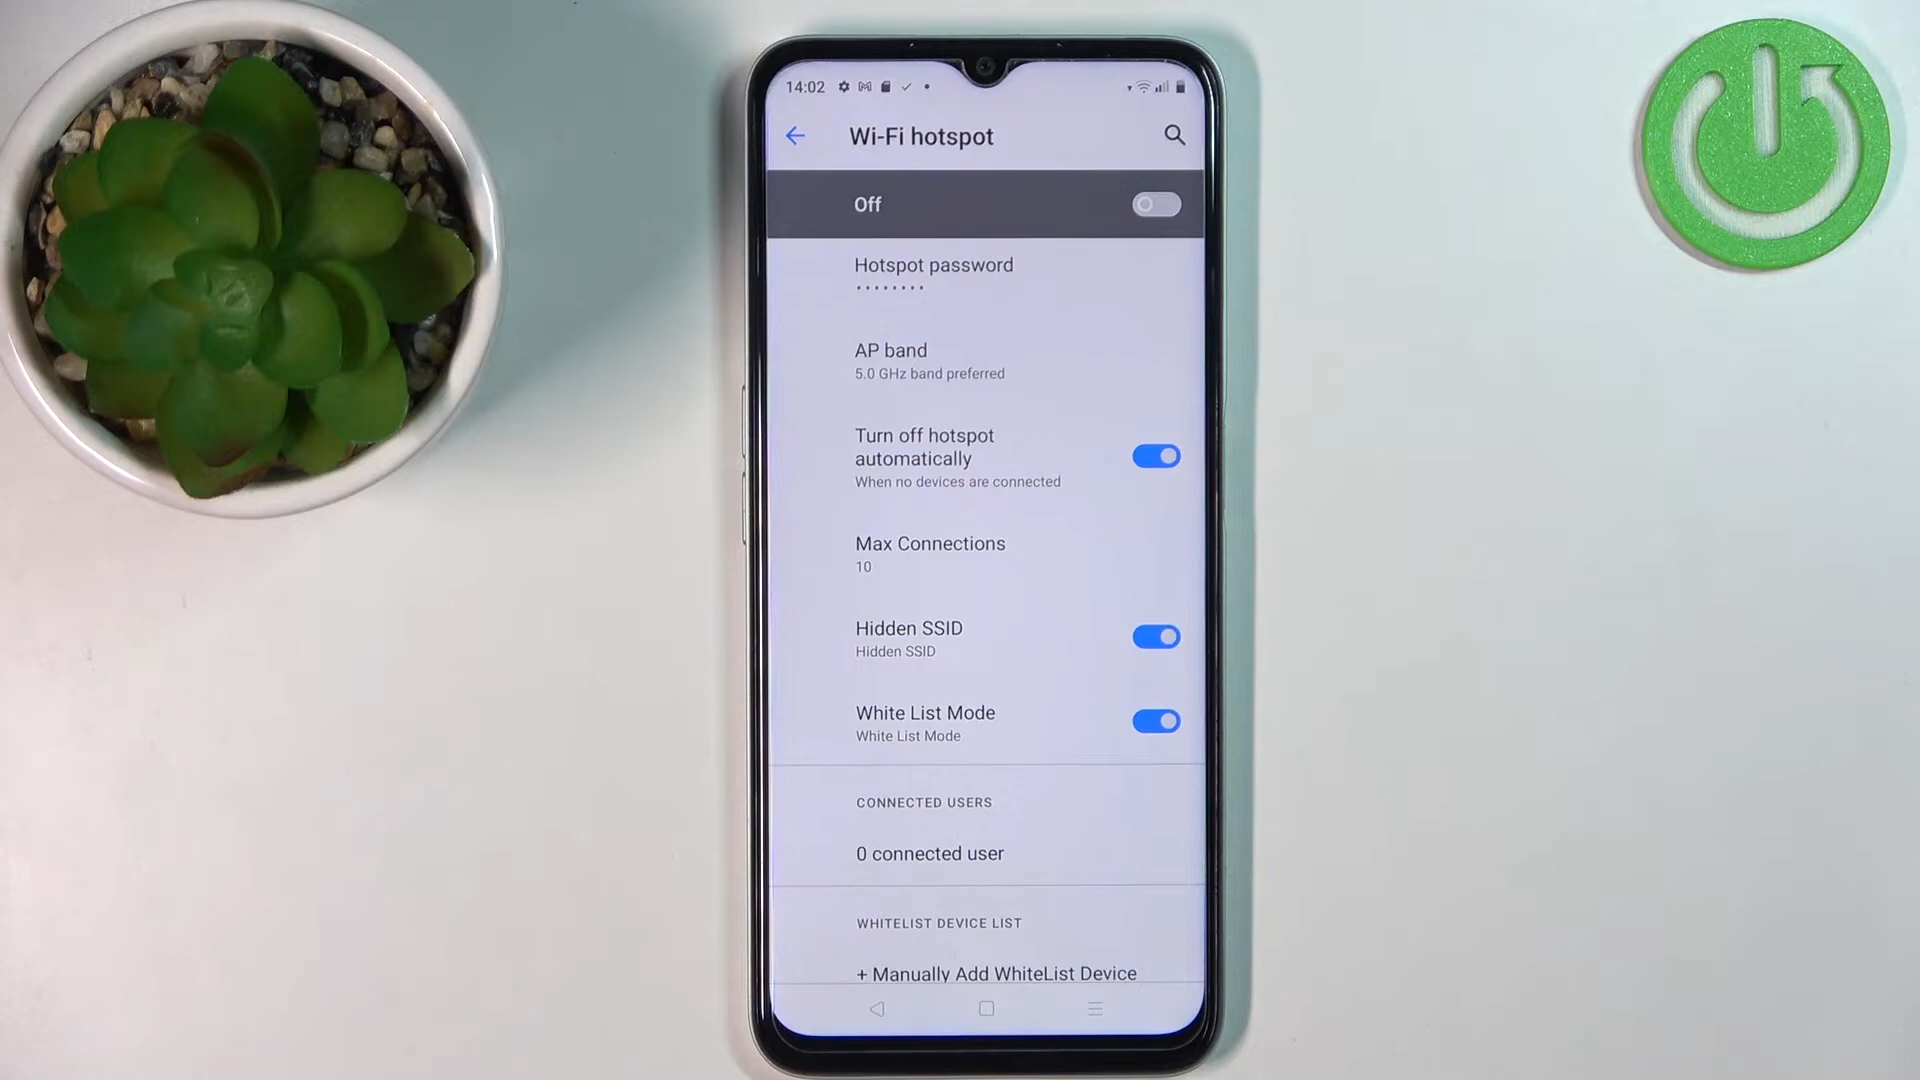 14:02
Wi-Fi hotspot
Off
Hotspot password
........
AP band
5.0 GHz band preferred
Turn off hotspot
automatically
When no devices are connected
Max Connections
10
Hidden SSID
Hidden SSID
White List Mode
White List Mode
CONNECTED USERS
0 connected user
WHITELIST DEVICE LIST
+ Manually Add WhiteList Device